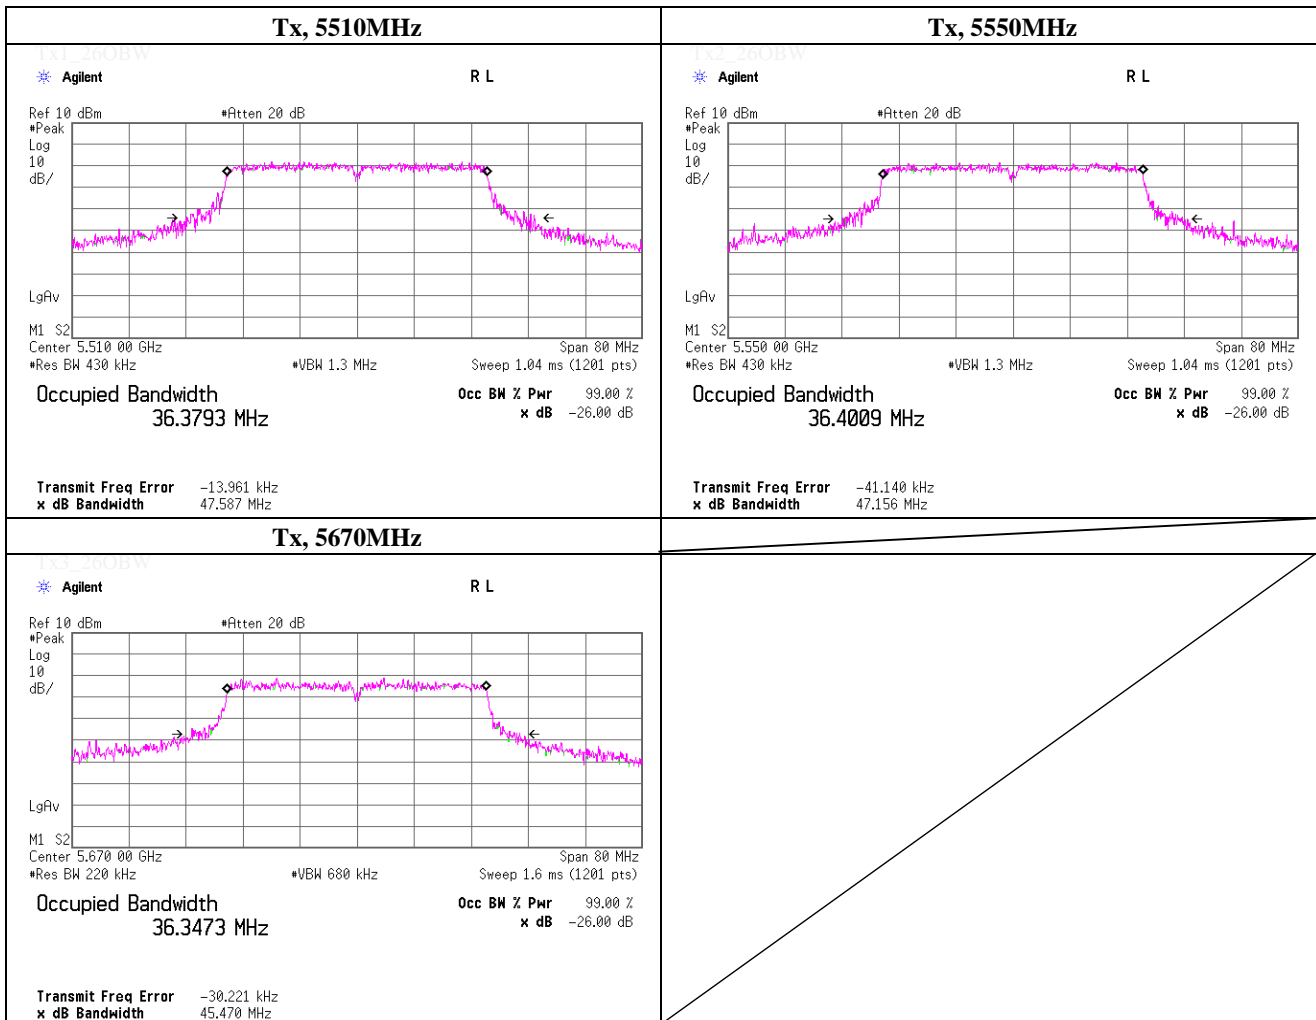 Tx, 5510MHz
Tx, 5550MHz
Tx1_26OBW
Agilent
R L
Ref 10 dBm #Atten 20 dB
#Peak
Log
10
dB/
LgAv
M1 S2
Center 5.510 00 GHz Span 80 MHz
#Res BW 430 kHz #VBW 1.3 MHz Sweep 1.04 ms (1201 pts)
Occupied Bandwidth Occ BW % Pwr 99.00 %
36.3793 MHz x dB -26.00 dB
Transmit Freq Error -13.961 kHz
x dB Bandwidth 47.587 MHz
Tx2_26OBW
Agilent
R L
Ref 10 dBm #Atten 20 dB
#Peak
Log
10
dB/
LgAv
M1 S2
Center 5.550 00 GHz Span 80 MHz
#Res BW 430 kHz #VBW 1.3 MHz Sweep 1.04 ms (1201 pts)
Occupied Bandwidth Occ BW % Pwr 99.00 %
36.4009 MHz x dB -26.00 dB
Transmit Freq Error -41.140 kHz
x dB Bandwidth 47.156 MHz
Tx, 5670MHz
Tx3_26OBW
Agilent
R L
Ref 10 dBm #Atten 20 dB
#Peak
Log
10
dB/
LgAv
M1 S2
Center 5.670 00 GHz Span 80 MHz
#Res BW 220 kHz #VBW 680 kHz Sweep 1.6 ms (1201 pts)
Occupied Bandwidth Occ BW % Pwr 99.00 %
36.3473 MHz x dB -26.00 dB
Transmit Freq Error -30.221 kHz
x dB Bandwidth 45.470 MHz